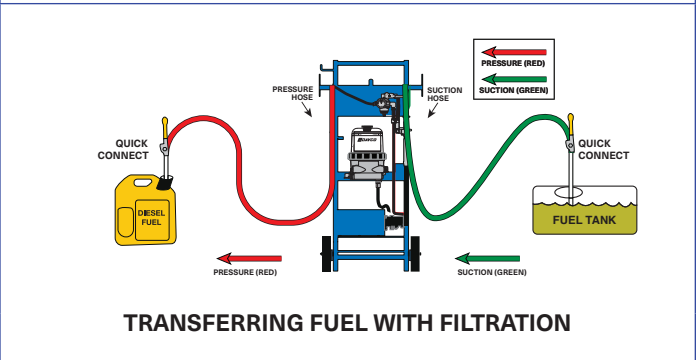 PRESSURE (RED)
SUCTION (GREEN)
PRESSURE
HOSE
SUCTION
HOSE
QUICK
CONNECT
QUICK
CONNECT
DIESEL
FUEL
FUEL TANK
PRESSURE (RED)
SUCTION (GREEN)
TRANSFERRING FUEL WITH FILTRATION